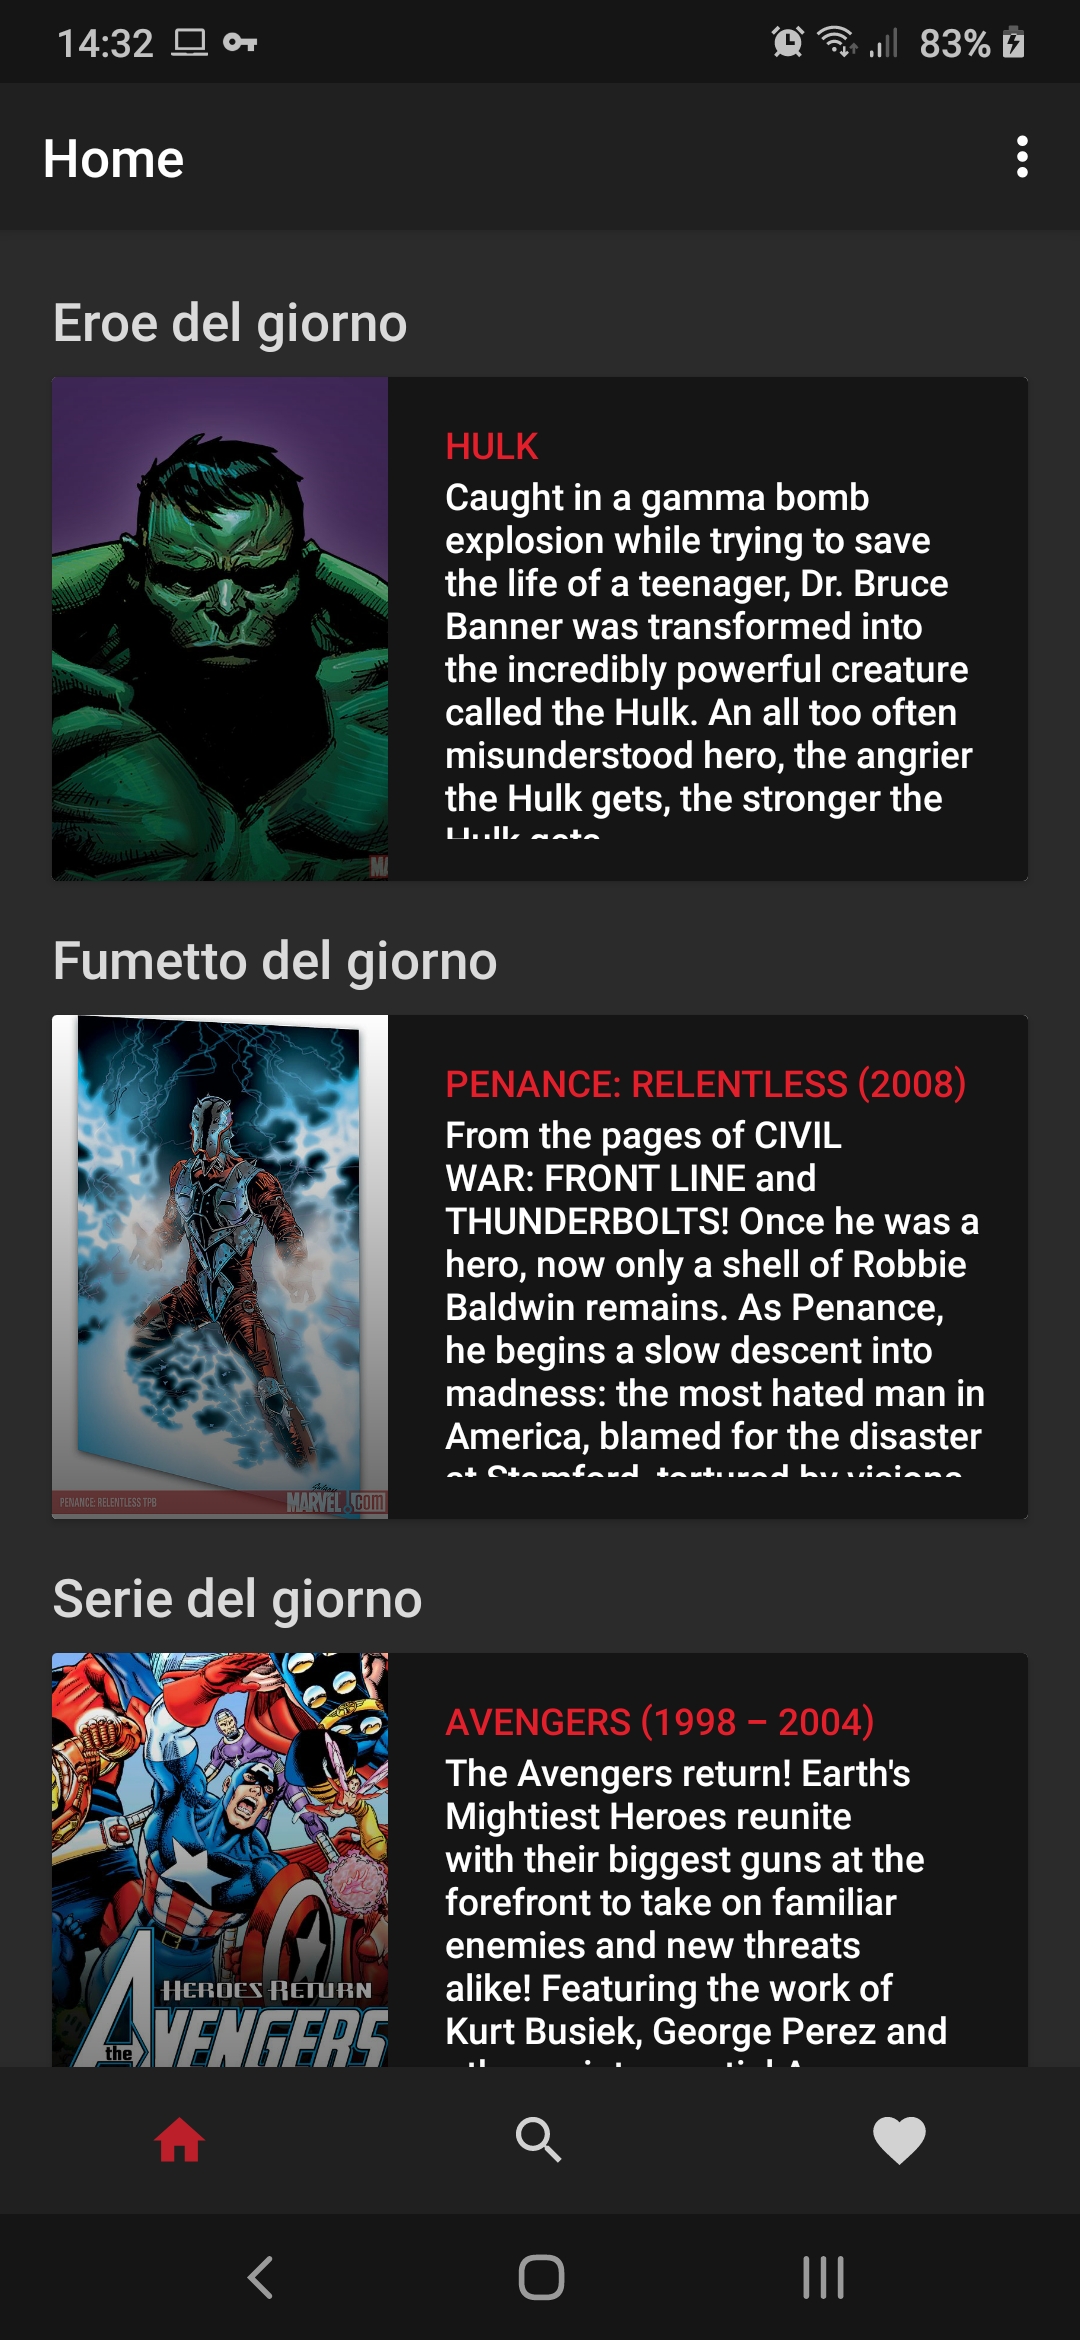 14:32
83%
Home
Eroe del giorno
HULK
Caught in a gamma bomb
explosion while trying to save
the life of a teenager, Dr. Bruce
Banner was transformed into
the incredibly powerful creature
called the Hulk. An all too often
misunderstood hero, the angrier
the Hulk gets, the stronger the
Hulk gets
Fumetto del giorno
PENANCE: RELENTLESS (2008)
From the pages of CIVIL
WAR: FRONT LINE and
THUNDERBOLTS! Once he was a
hero, now only a shell of Robbie
Baldwin remains. As Penance,
he begins a slow descent into
madness: the most hated man in
America, blamed for the disaster
at Stamford, tortured by visions
PENANCE: RELENTLESS TPB
MARVEL.com
Serie del giorno
AVENGERS (1998 – 2004)
The Avengers return! Earth's
Mightiest Heroes reunite
with their biggest guns at the
forefront to take on familiar
enemies and new threats
alike! Featuring the work of
Kurt Busiek, George Perez and
HEROES RETURN
the
AVENGERS